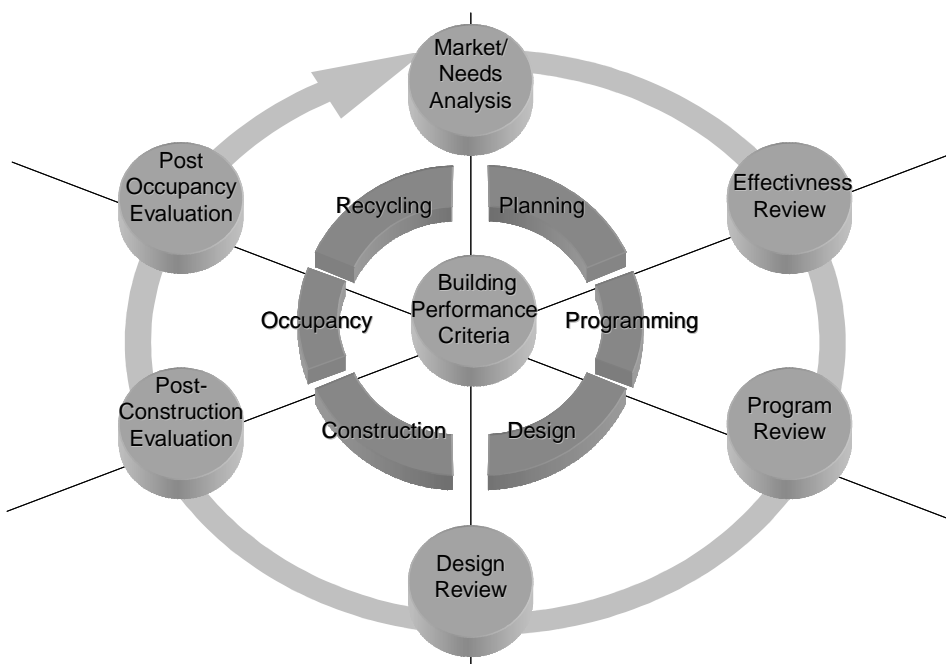 Market/
Needs
Analysis
Post
Occupancy
Evaluation
Effectivness
Review
Recycling
Planning
Building
Performance
Criteria
Occupancy
Programming
Post-
Construction
Evaluation
Program
Review
Construction
Design
Design
Review